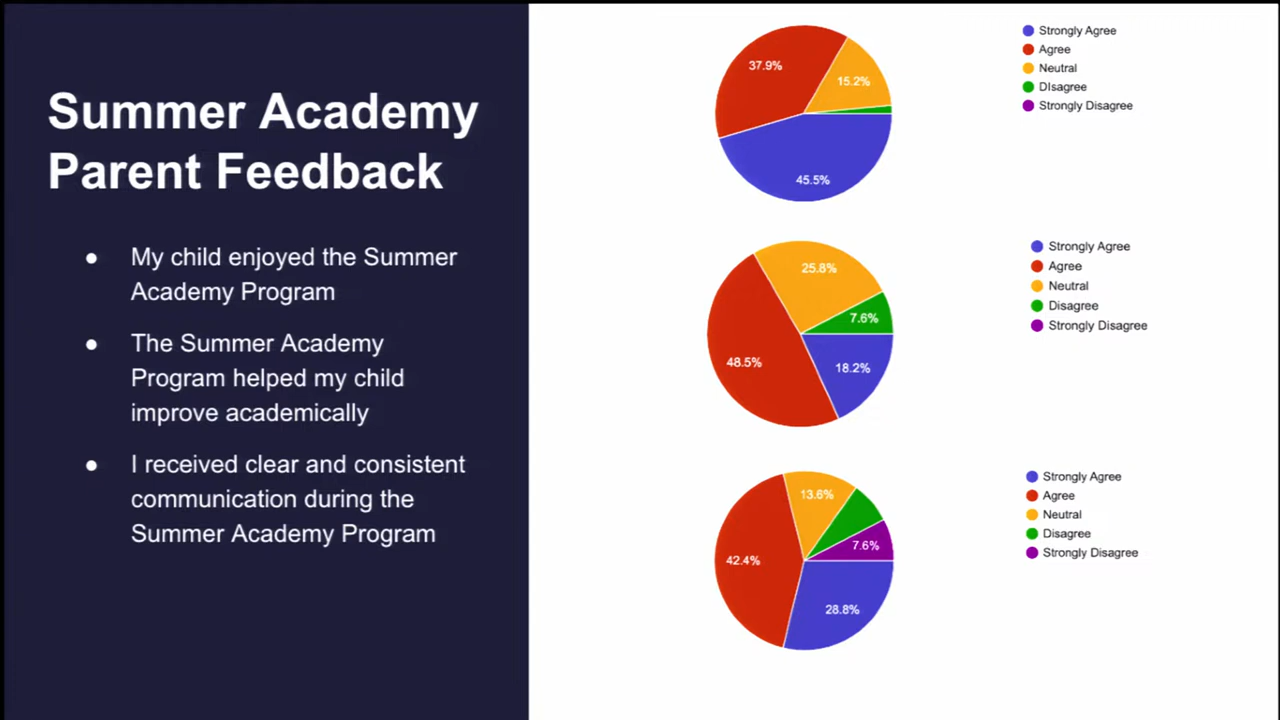 Summer Academy
Parent Feedback
● My child enjoyed the Summer
Academy Program
● The Summer Academy
Program helped my child
improve academically
● I received clear and consistent
communication during the
Summer Academy Program
37.9%
15.2%
45.5%
Strongly Agree
Agree
Neutral
DIsagree
Strongly Disagree
25.8%
7.6%
48.5%
18.2%
Strongly Agree
Agree
Neutral
Disagree
Strongly Disagree
13.6%
7.6%
42.4%
28.8%
Strongly Agree
Agree
Neutral
Disagree
Strongly Disagree